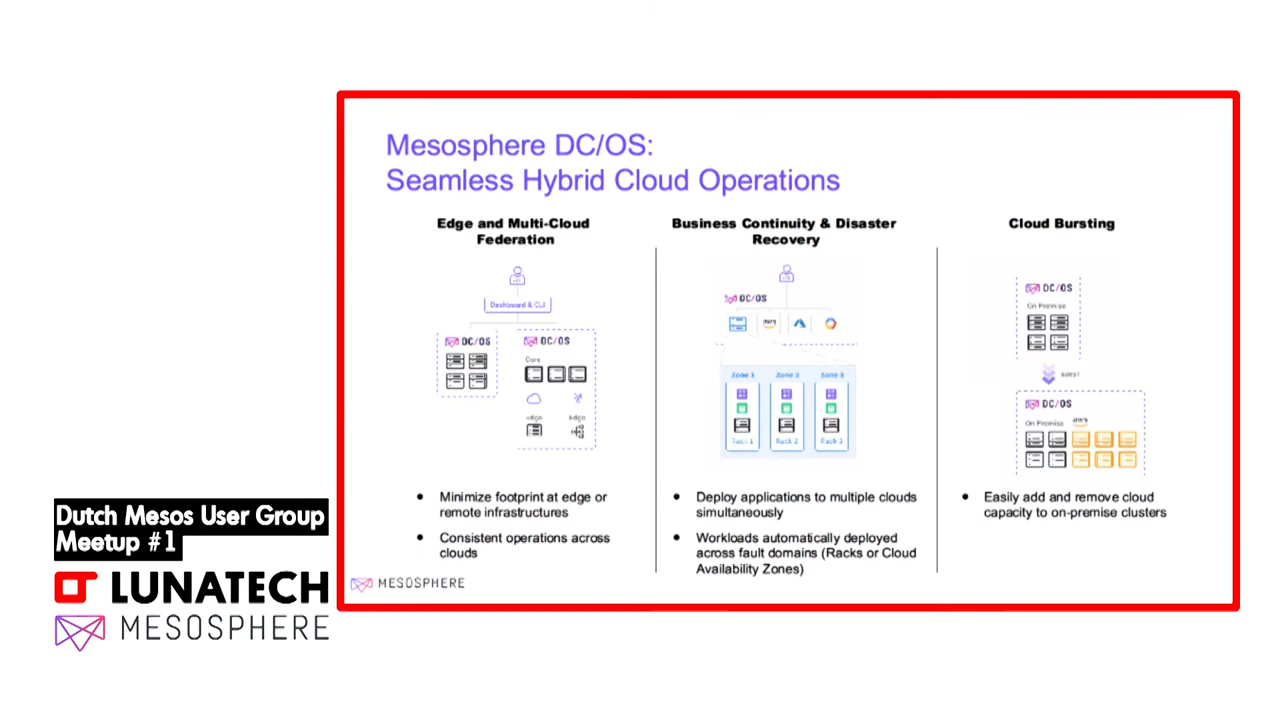 Mesosphere DC/OS:
Seamless Hybrid Cloud Operations
Edge and Multi-Cloud
Federation
Dashboard & CLI
DC/OS
DC/OS
Core
Edge
Edge
Minimize footprint at edge or
remote infrastructures
Consistent operations across
clouds
Business Continuity & Disaster
Recovery
DC/OS
aws
Zone 1 Zone 2 Zone 3
Rack 1 Rack 2 Rack 3
Deploy applications to multiple clouds
simultaneously
Workloads automatically deployed
across fault domains (Racks or Cloud
Availability Zones)
Cloud Bursting
DC/OS
On Premise
BURST
DC/OS
On Premise aws
Easily add and remove cloud
capacity to on-premise clusters
MESOSPHERE
Dutch Mesos User Group
Meetup #1
LUNATECH
MESOSPHERE